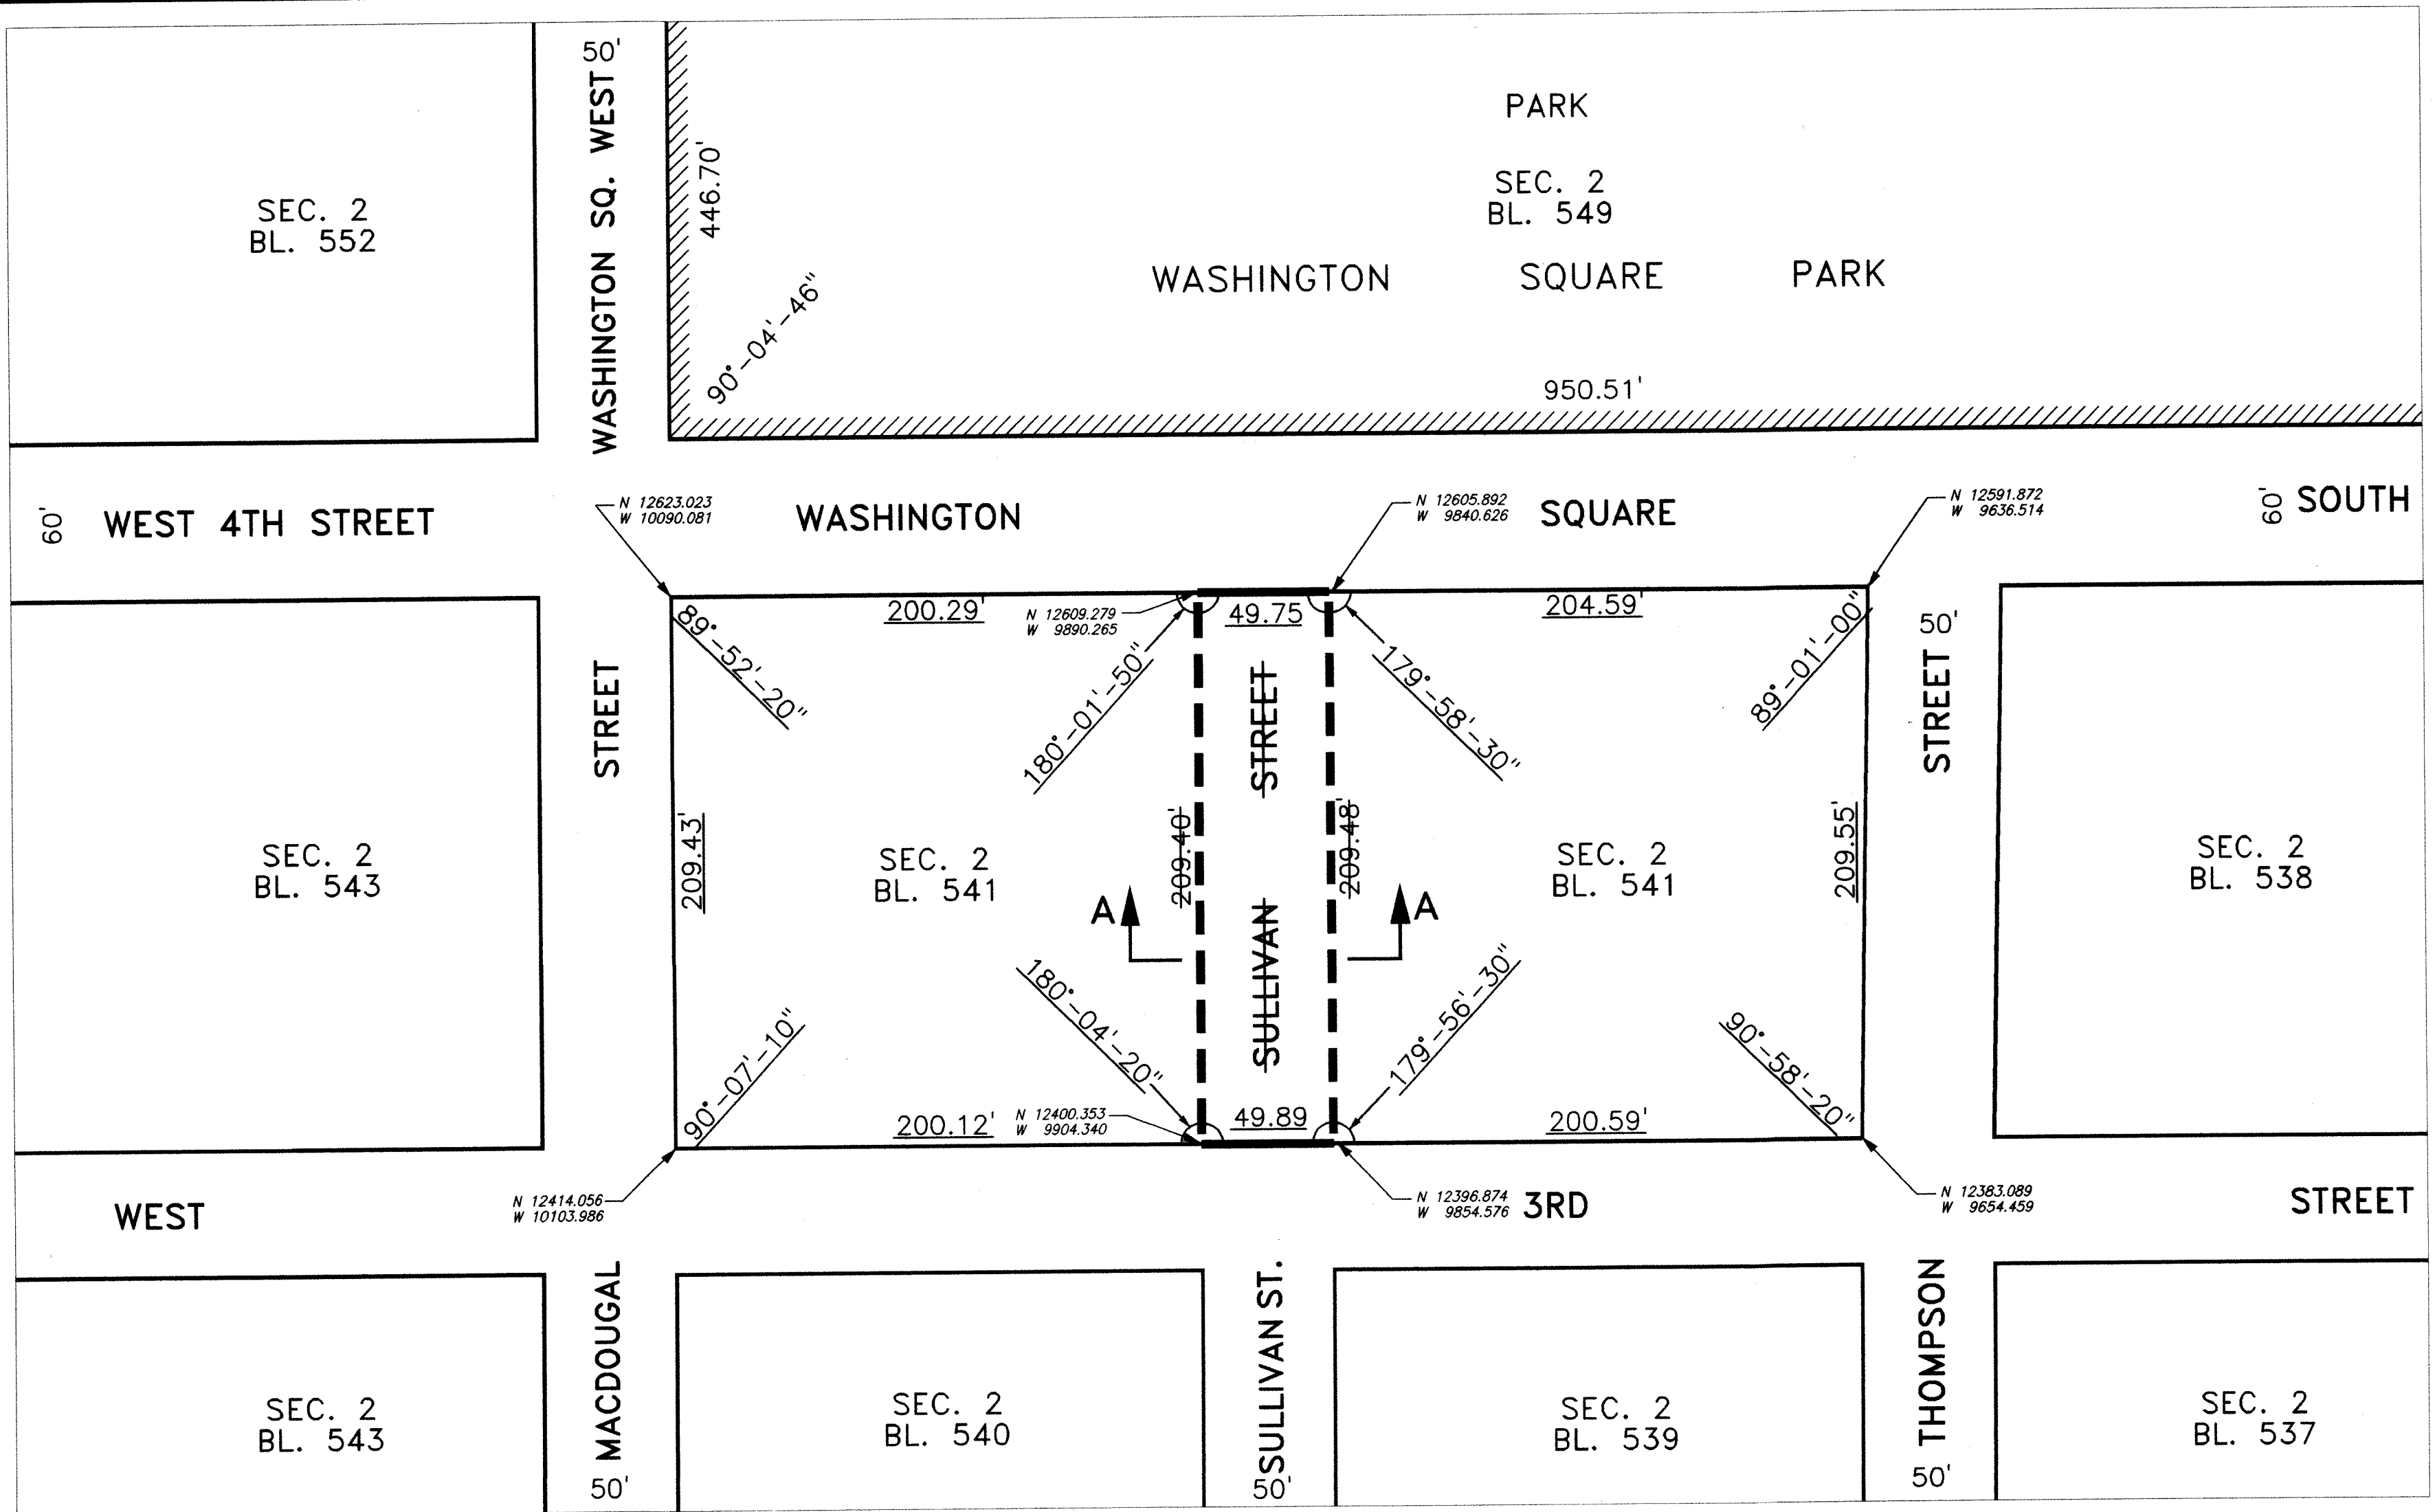 50'
WASHINGTON SQ. WEST
446.70'
90°-04'-46"
PARK
SEC. 2
BL. 549
WASHINGTON SQUARE PARK
950.51'
SEC. 2
BL. 552
60'
WEST 4TH STREET
WASHINGTON
SQUARE
60'
SOUTH
N 12623.023
W 10090.081
N 12605.892
W 9840.626
N 12591.872
W 9636.514
200.29'
N 12609.279
W 9890.265
49.75
204.59'
89°-52'-20"
180°-01'-50"
179°-58'-30"
89°-01'-00"
50'
STREET
STREET
STREET
209.43'
209.40'
209.48'
209.55'
SEC. 2
BL. 543
SEC. 2
BL. 541
SEC. 2
BL. 541
SEC. 2
BL. 538
A
A
SULLIVAN
90°-07'-10"
180°-04'-20"
179°-56'-30"
90°-58'-20"
200.12'
N 12400.353
W 9904.340
49.89
200.59'
N 12414.056
W 10103.986
N 12396.874
W 9854.576
N 12383.089
W 9654.459
WEST
3RD
STREET
MACDOUGAL
50'
SULLIVAN ST.
50'
THOMPSON
50'
SEC. 2
BL. 543
SEC. 2
BL. 540
SEC. 2
BL. 539
SEC. 2
BL. 537